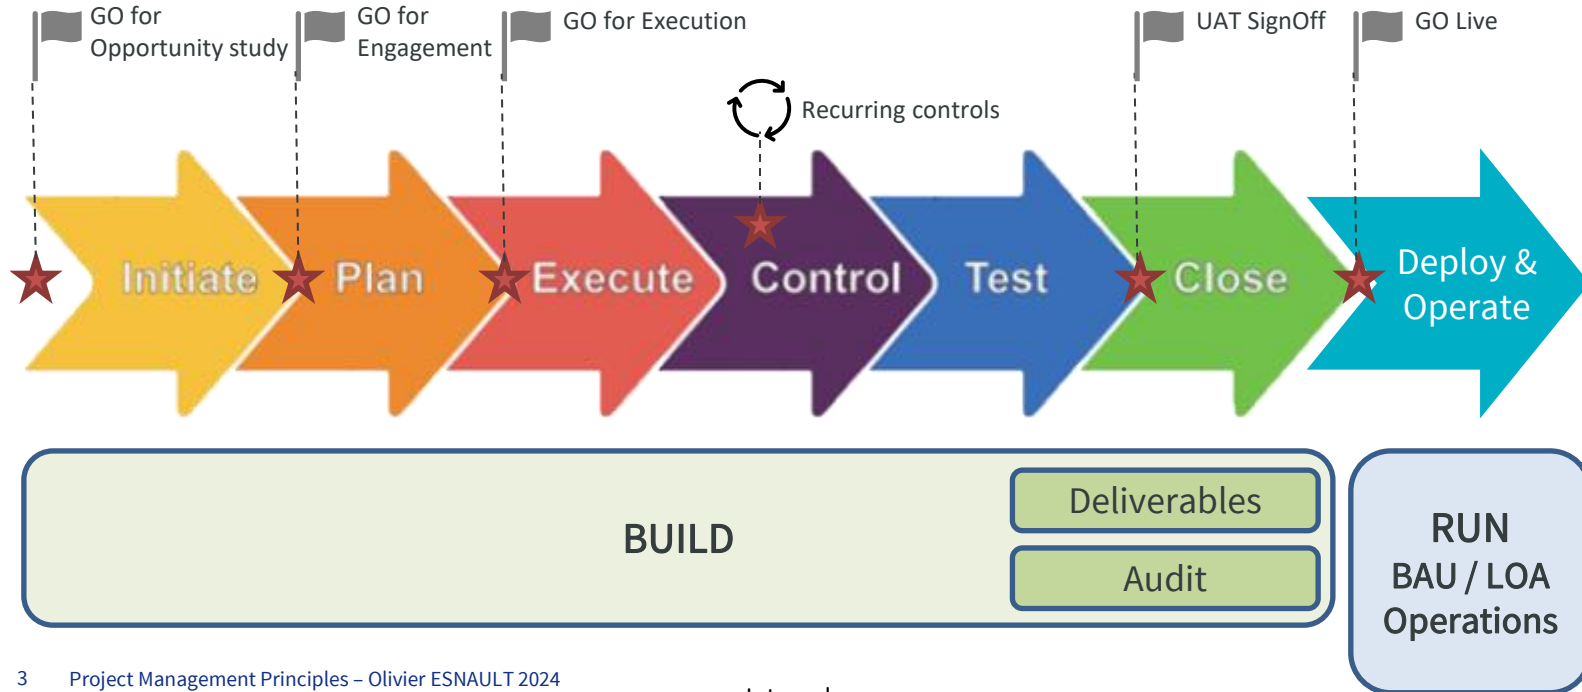 GO for
Opportunity study
GO for
Engagement
GO for Execution
UAT SignOff
GO Live
Recurring controls
Initiate
Plan
Execute
Control
Test
Close
Deploy &
Operate
BUILD
Deliverables
Audit
RUN
BAU / LOA
Operations
3 Project Management Principles – Olivier ESNAULT 2024